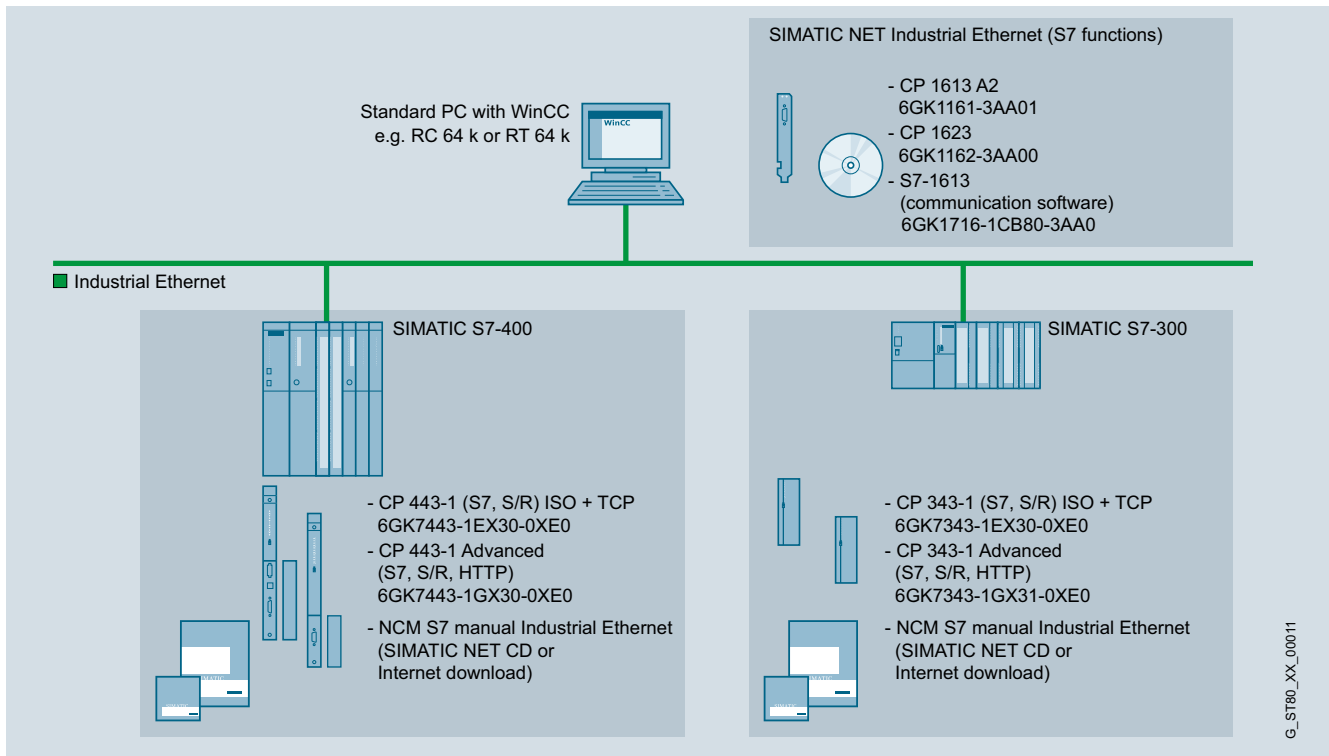 SIMATIC NET Industrial Ethernet (S7 functions)
- CP 1613 A2
6GK1161-3AA01
- CP 1623
6GK1162-3AA00
- S7-1613
(communication software)
6GK1716-1CB80-3AA0
Standard PC with WinCC
e.g. RC 64 k or RT 64 k
WinCC
Industrial Ethernet
SIMATIC S7-400
- CP 443-1 (S7, S/R) ISO + TCP
6GK7443-1EX30-0XE0
- CP 443-1 Advanced
(S7, S/R, HTTP)
6GK7443-1GX30-0XE0
- NCM S7 manual Industrial Ethernet
(SIMATIC NET CD or
Internet download)
SIMATIC
SIMATIC S7-300
- CP 343-1 (S7, S/R) ISO + TCP
6GK7343-1EX30-0XE0
- CP 343-1 Advanced
(S7, S/R, HTTP)
6GK7343-1GX31-0XE0
- NCM S7 manual Industrial Ethernet
(SIMATIC NET CD or
Internet download)
SIMATIC
G_ST80_XX_00011